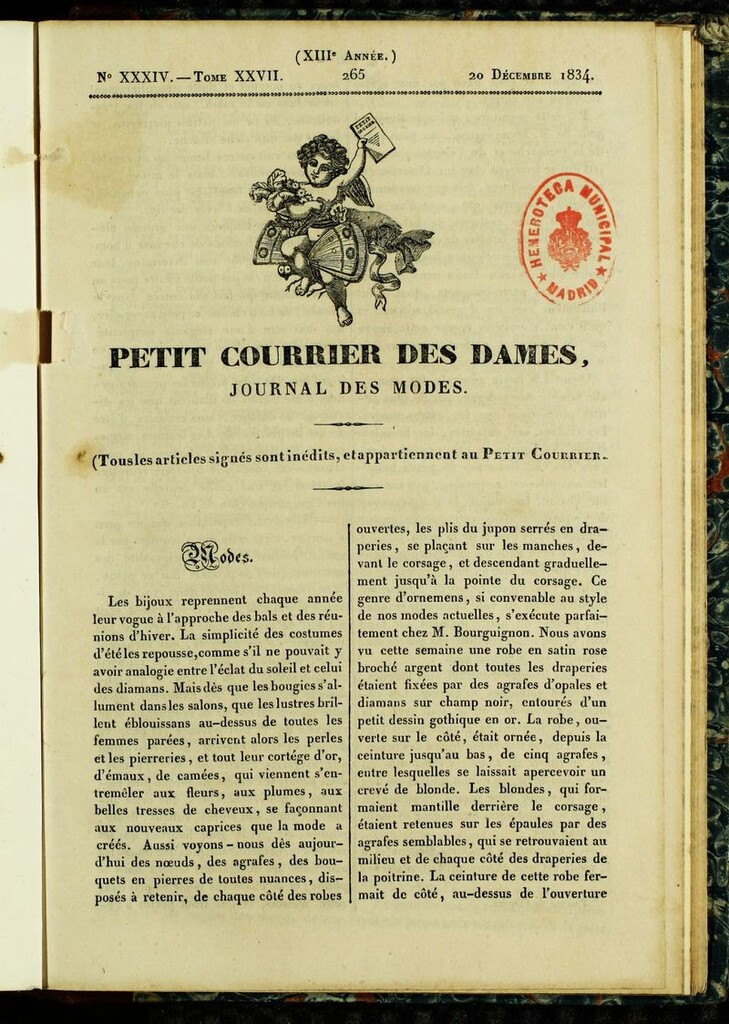 (XIIIe Année.)
No XXXIV. — Tome XXVII.
265
20 Décembre 1834.
HEMEROTECA MUNICIPAL
★ MADRID ★
PETIT COURRIER DES DAMES,
JOURNAL DES MODES.
(Tousles articles signés sont inédits, et appartiennent au Petit Courrier.
Modes.
Les bijoux reprennent chaque année
leur vogue à l'approche des bals et des réu-
nions d'hiver. La simplicité des costumes
d'été les repousse, comme s'il ne pouvait y
avoir analogie entre l'éclat du soleil et celui
des diamans. Mais dès que les bougies s'al-
lument dans les salons, que les lustres bril-
lent éblouissans au-dessus de toutes les
femmes parées, arrivent alors les perles
et les pierreries, et tout leur cortége d'or,
d'émaux, de camées, qui viennent s'en-
tremêler aux fleurs, aux plumes, aux
belles tresses de cheveux, se façonnant
aux nouveaux caprices que la mode a
créés. Aussi voyons-nous dès aujour-
d'hui des nœuds, des agrafes, des bou-
quets en pierres de toutes nuances, dis-
posés à retenir, de chaque côté des robes
ouvertes, les plis du jupon serrés en dra-
peries, se plaçant sur les manches, de-
vant le corsage, et descendant graduelle-
ment jusqu'à la pointe du corsage. Ce
genre d'ornemens, si convenable au style
de nos modes actuelles, s'exécute parfai-
tement chez M. Bourguignon. Nous avons
vu cette semaine une robe en satin rose
broché argent dont toutes les draperies
étaient fixées par des agrafes d'opales et
diamans sur champ noir, entourés d'un
petit dessin gothique en or. La robe, ou-
verte sur le côté, était ornée, depuis la
ceinture jusqu'au bas, de cinq agrafes,
entre lesquelles se laissait apercevoir un
crevé de blonde. Les blondes, qui for-
maient mantille derrière le corsage,
étaient retenues sur les épaules par des
agrafes semblables, qui se retrouvaient au
milieu et de chaque côté des draperies de
la poitrine. La ceinture de cette robe fer-
mait de côté, au-dessus de l'ouverture